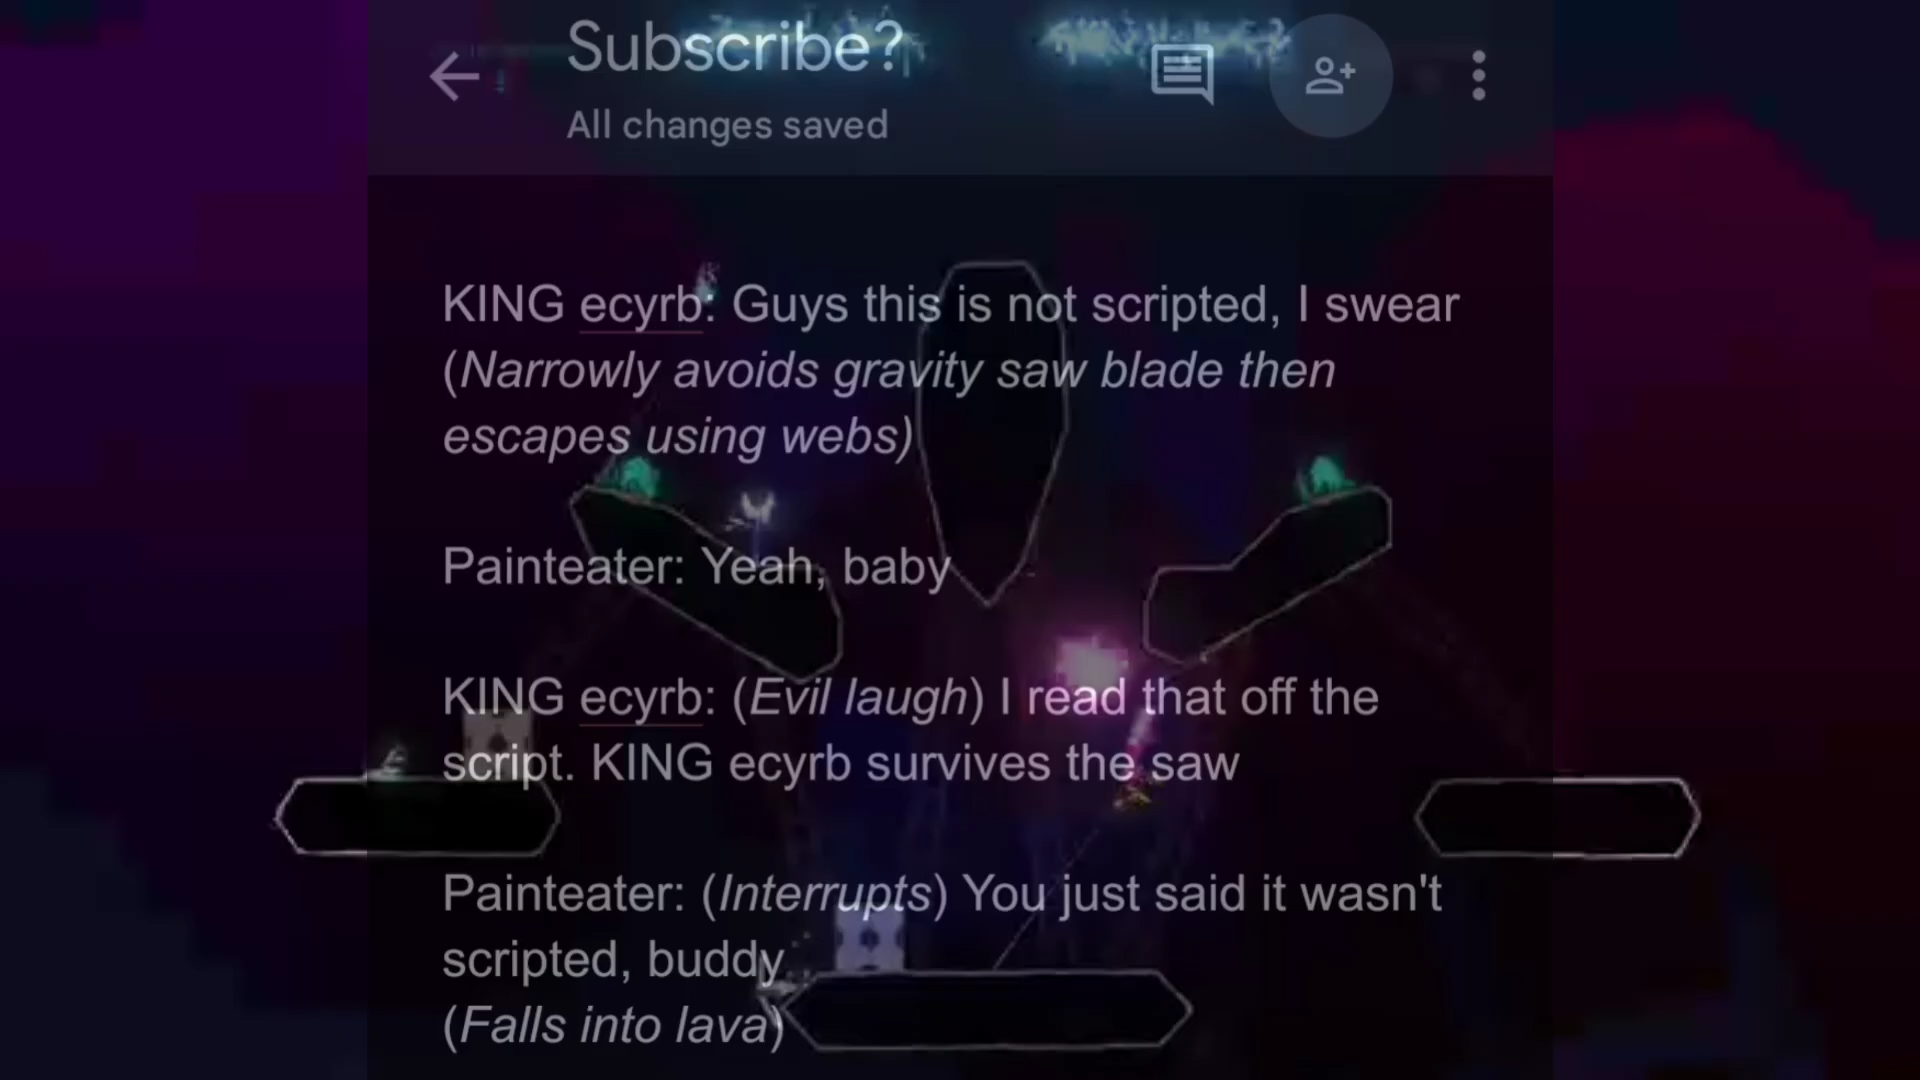 Subscribe?
All changes saved
KING ecyrb: Guys this is not scripted, I swear
(Narrowly avoids gravity saw blade then
escapes using webs)
Painteater: Yeah, baby
KING ecyrb: (Evil laugh) I read that off the
script. KING ecyrb survives the saw
Painteater: (Interrupts) You just said it wasn't
scripted, buddy
(Falls into lava)